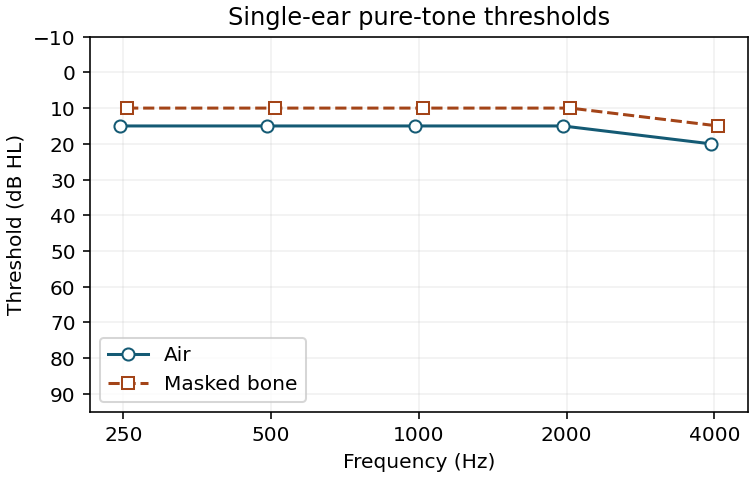 Single-ear pure-tone thresholds
Threshold (dB HL)
−10
0
10
20
30
40
50
60
70
80
90
Air
Masked bone
250 500 1000 2000 4000
Frequency (Hz)